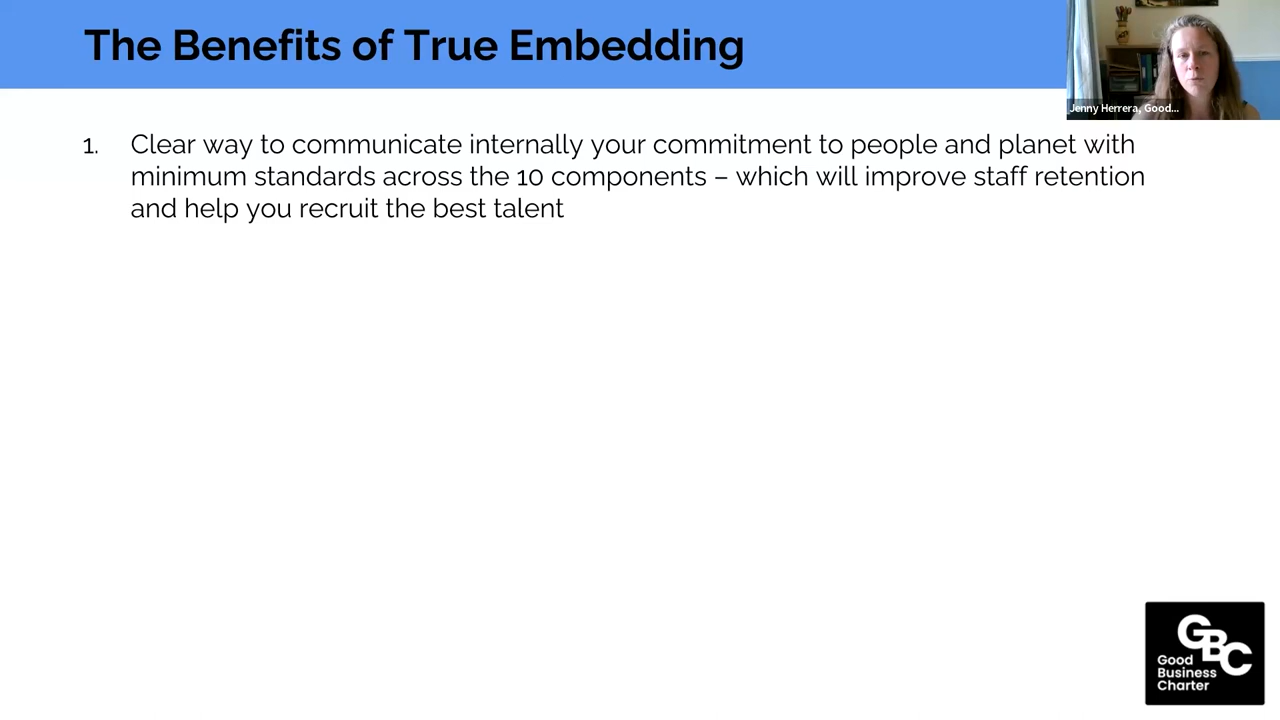 The Benefits of True Embedding
Jenny Herrera, Good...
1. Clear way to communicate internally your commitment to people and planet with
minimum standards across the 10 components – which will improve staff retention
and help you recruit the best talent
GBC
Good
Business
Charter